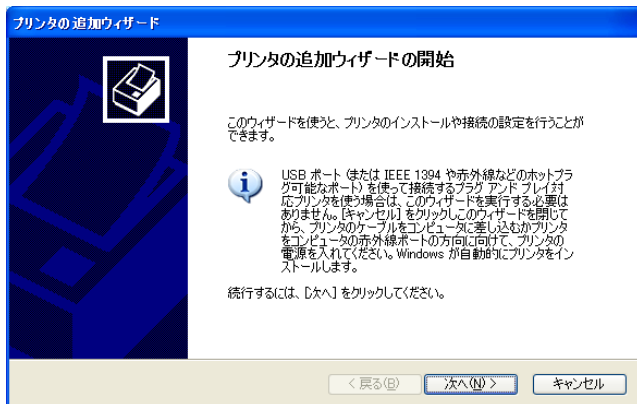 プリンタの追加ウィザード
プリンタの追加ウィザードの開始
このウィザードを使うと、プリンタのインストールや接続の設定を行うことが
できます。
USB ポート (または IEEE 1394 や赤外線などのホットプラ
グ可能なポート) を使って接続するプラグ アンド プレイ対
応プリンタを使う場合は、このウィザードを実行する必要は
ありません。[キャンセル] をクリックしこのウィザードを閉じて
から、プリンタのケーブルをコンピュータに差し込むかプリンタ
をコンピュータの赤外線ポートの方向に向けて、プリンタの
電源を入れてください。Windows が自動的にプリンタをイン
ストールします。
続行するには、[次へ] をクリックしてください。
< 戻る(B)
次へ(N) >
キャンセル